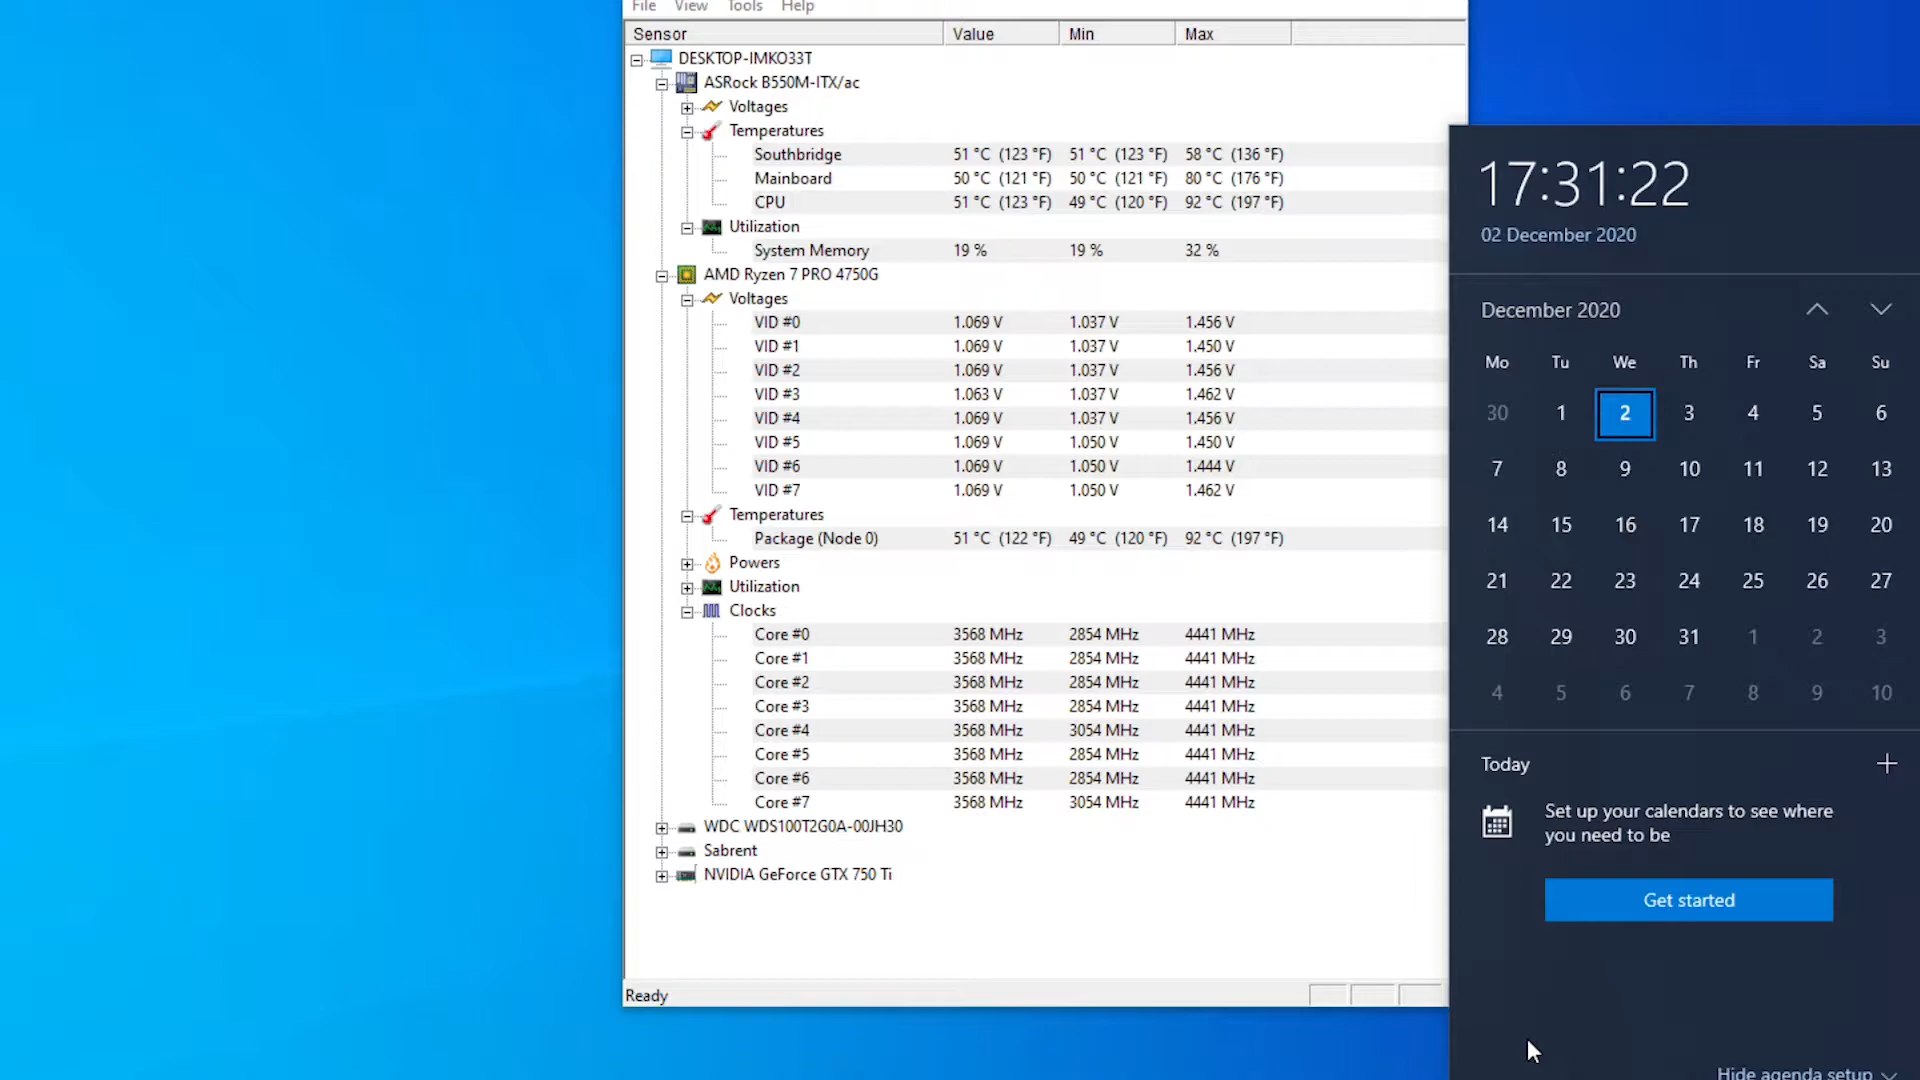 File View Tools Help
Sensor Value Min Max
DESKTOP-IMKO33T
ASRock B550M-ITX/ac
Voltages
Temperatures
Southbridge 51 °C (123 °F) 51 °C (123 °F) 58 °C (136 °F)
Mainboard 50 °C (121 °F) 50 °C (121 °F) 80 °C (176 °F)
CPU 51 °C (123 °F) 49 °C (120 °F) 92 °C (197 °F)
Utilization
System Memory 19 % 19 % 32 %
AMD Ryzen 7 PRO 4750G
Voltages
VID #0 1.069 V 1.037 V 1.456 V
VID #1 1.069 V 1.037 V 1.450 V
VID #2 1.069 V 1.037 V 1.456 V
VID #3 1.063 V 1.037 V 1.462 V
VID #4 1.069 V 1.037 V 1.456 V
VID #5 1.069 V 1.050 V 1.450 V
VID #6 1.069 V 1.050 V 1.444 V
VID #7 1.069 V 1.050 V 1.462 V
Temperatures
Package (Node 0) 51 °C (122 °F) 49 °C (120 °F) 92 °C (197 °F)
Powers
Utilization
Clocks
Core #0 3568 MHz 2854 MHz 4441 MHz
Core #1 3568 MHz 2854 MHz 4441 MHz
Core #2 3568 MHz 2854 MHz 4441 MHz
Core #3 3568 MHz 2854 MHz 4441 MHz
Core #4 3568 MHz 3054 MHz 4441 MHz
Core #5 3568 MHz 2854 MHz 4441 MHz
Core #6 3568 MHz 2854 MHz 4441 MHz
Core #7 3568 MHz 3054 MHz 4441 MHz
WDC WDS100T2G0A-00JH30
Sabrent
NVIDIA GeForce GTX 750 Ti
Ready
17:31:22
02 December 2020
December 2020
Mo Tu We Th Fr Sa Su
30 1 2 3 4 5 6
7 8 9 10 11 12 13
14 15 16 17 18 19 20
21 22 23 24 25 26 27
28 29 30 31 1 2 3
4 5 6 7 8 9 10
Today
Set up your calendars to see where
you need to be
Get started
Hide agenda setup